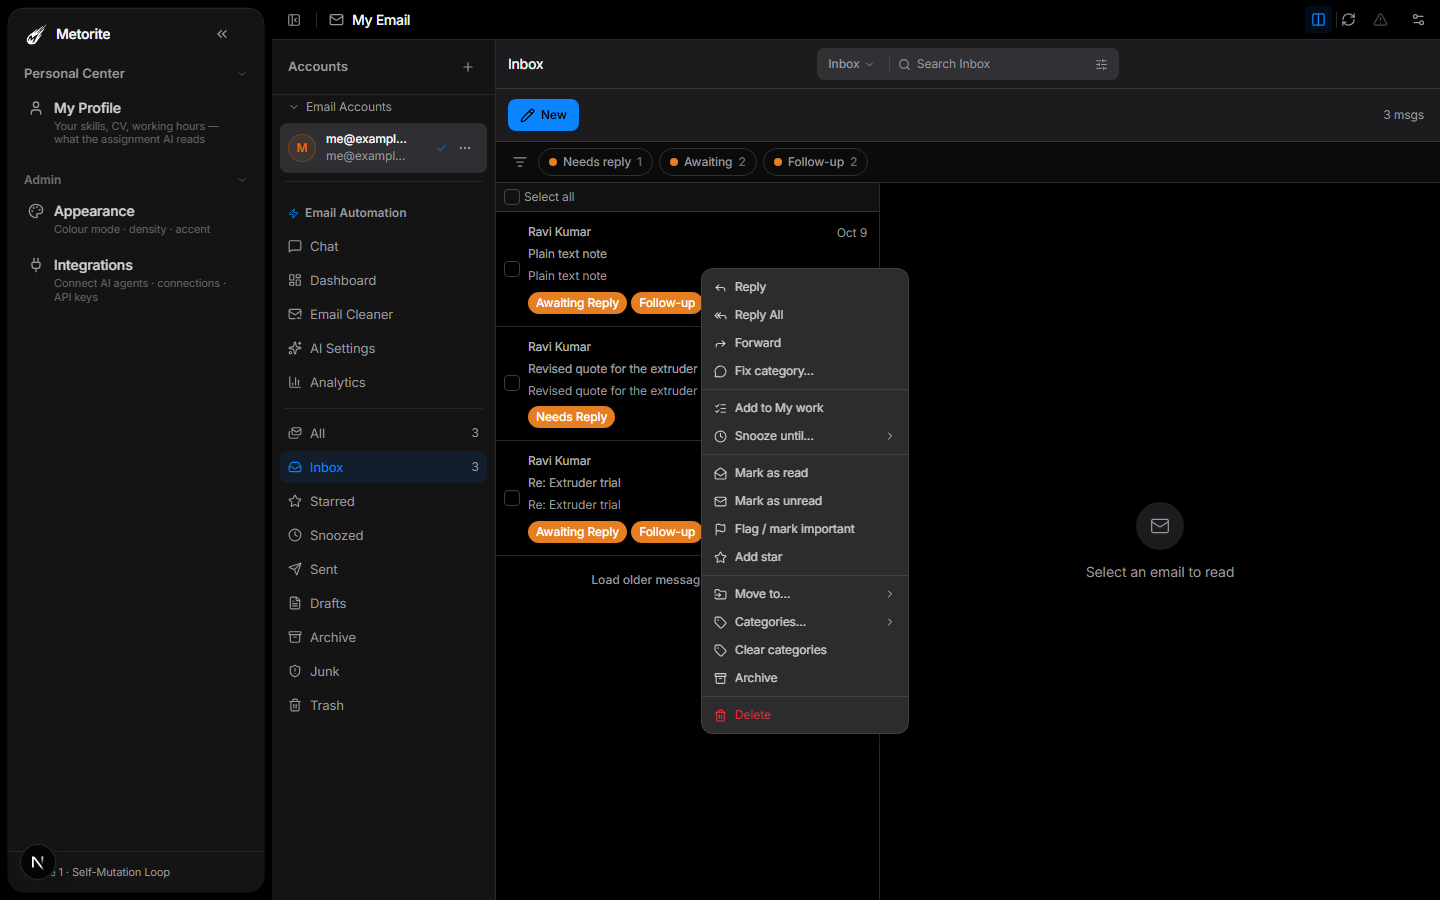 Metorite
Personal Center
My Profile
Your skills, CV, working hours —
what the assignment AI reads
Admin
Appearance
Colour mode · density · accent
Integrations
Connect AI agents · connections ·
API keys
N
1 · Self-Mutation Loop
My Email
Accounts
Email Accounts
M
me@exampl...
me@exampl...
Email Automation
Chat
Dashboard
Email Cleaner
AI Settings
Analytics
All 3
Inbox 3
Starred
Snoozed
Sent
Drafts
Archive
Junk
Trash
Inbox
Inbox
Search Inbox
New
3 msgs
Needs reply 1
Awaiting 2
Follow-up 2
Select all
Ravi Kumar
Oct 9
Plain text note
Plain text note
Awaiting Reply
Follow-up
Ravi Kumar
Revised quote for the extruder
Revised quote for the extruder
Needs Reply
Ravi Kumar
Re: Extruder trial
Re: Extruder trial
Awaiting Reply
Follow-up
Load older messag
Reply
Reply All
Forward
Fix category...
Add to My work
Snooze until...
Mark as read
Mark as unread
Flag / mark important
Add star
Move to...
Categories...
Clear categories
Archive
Delete
Select an email to read